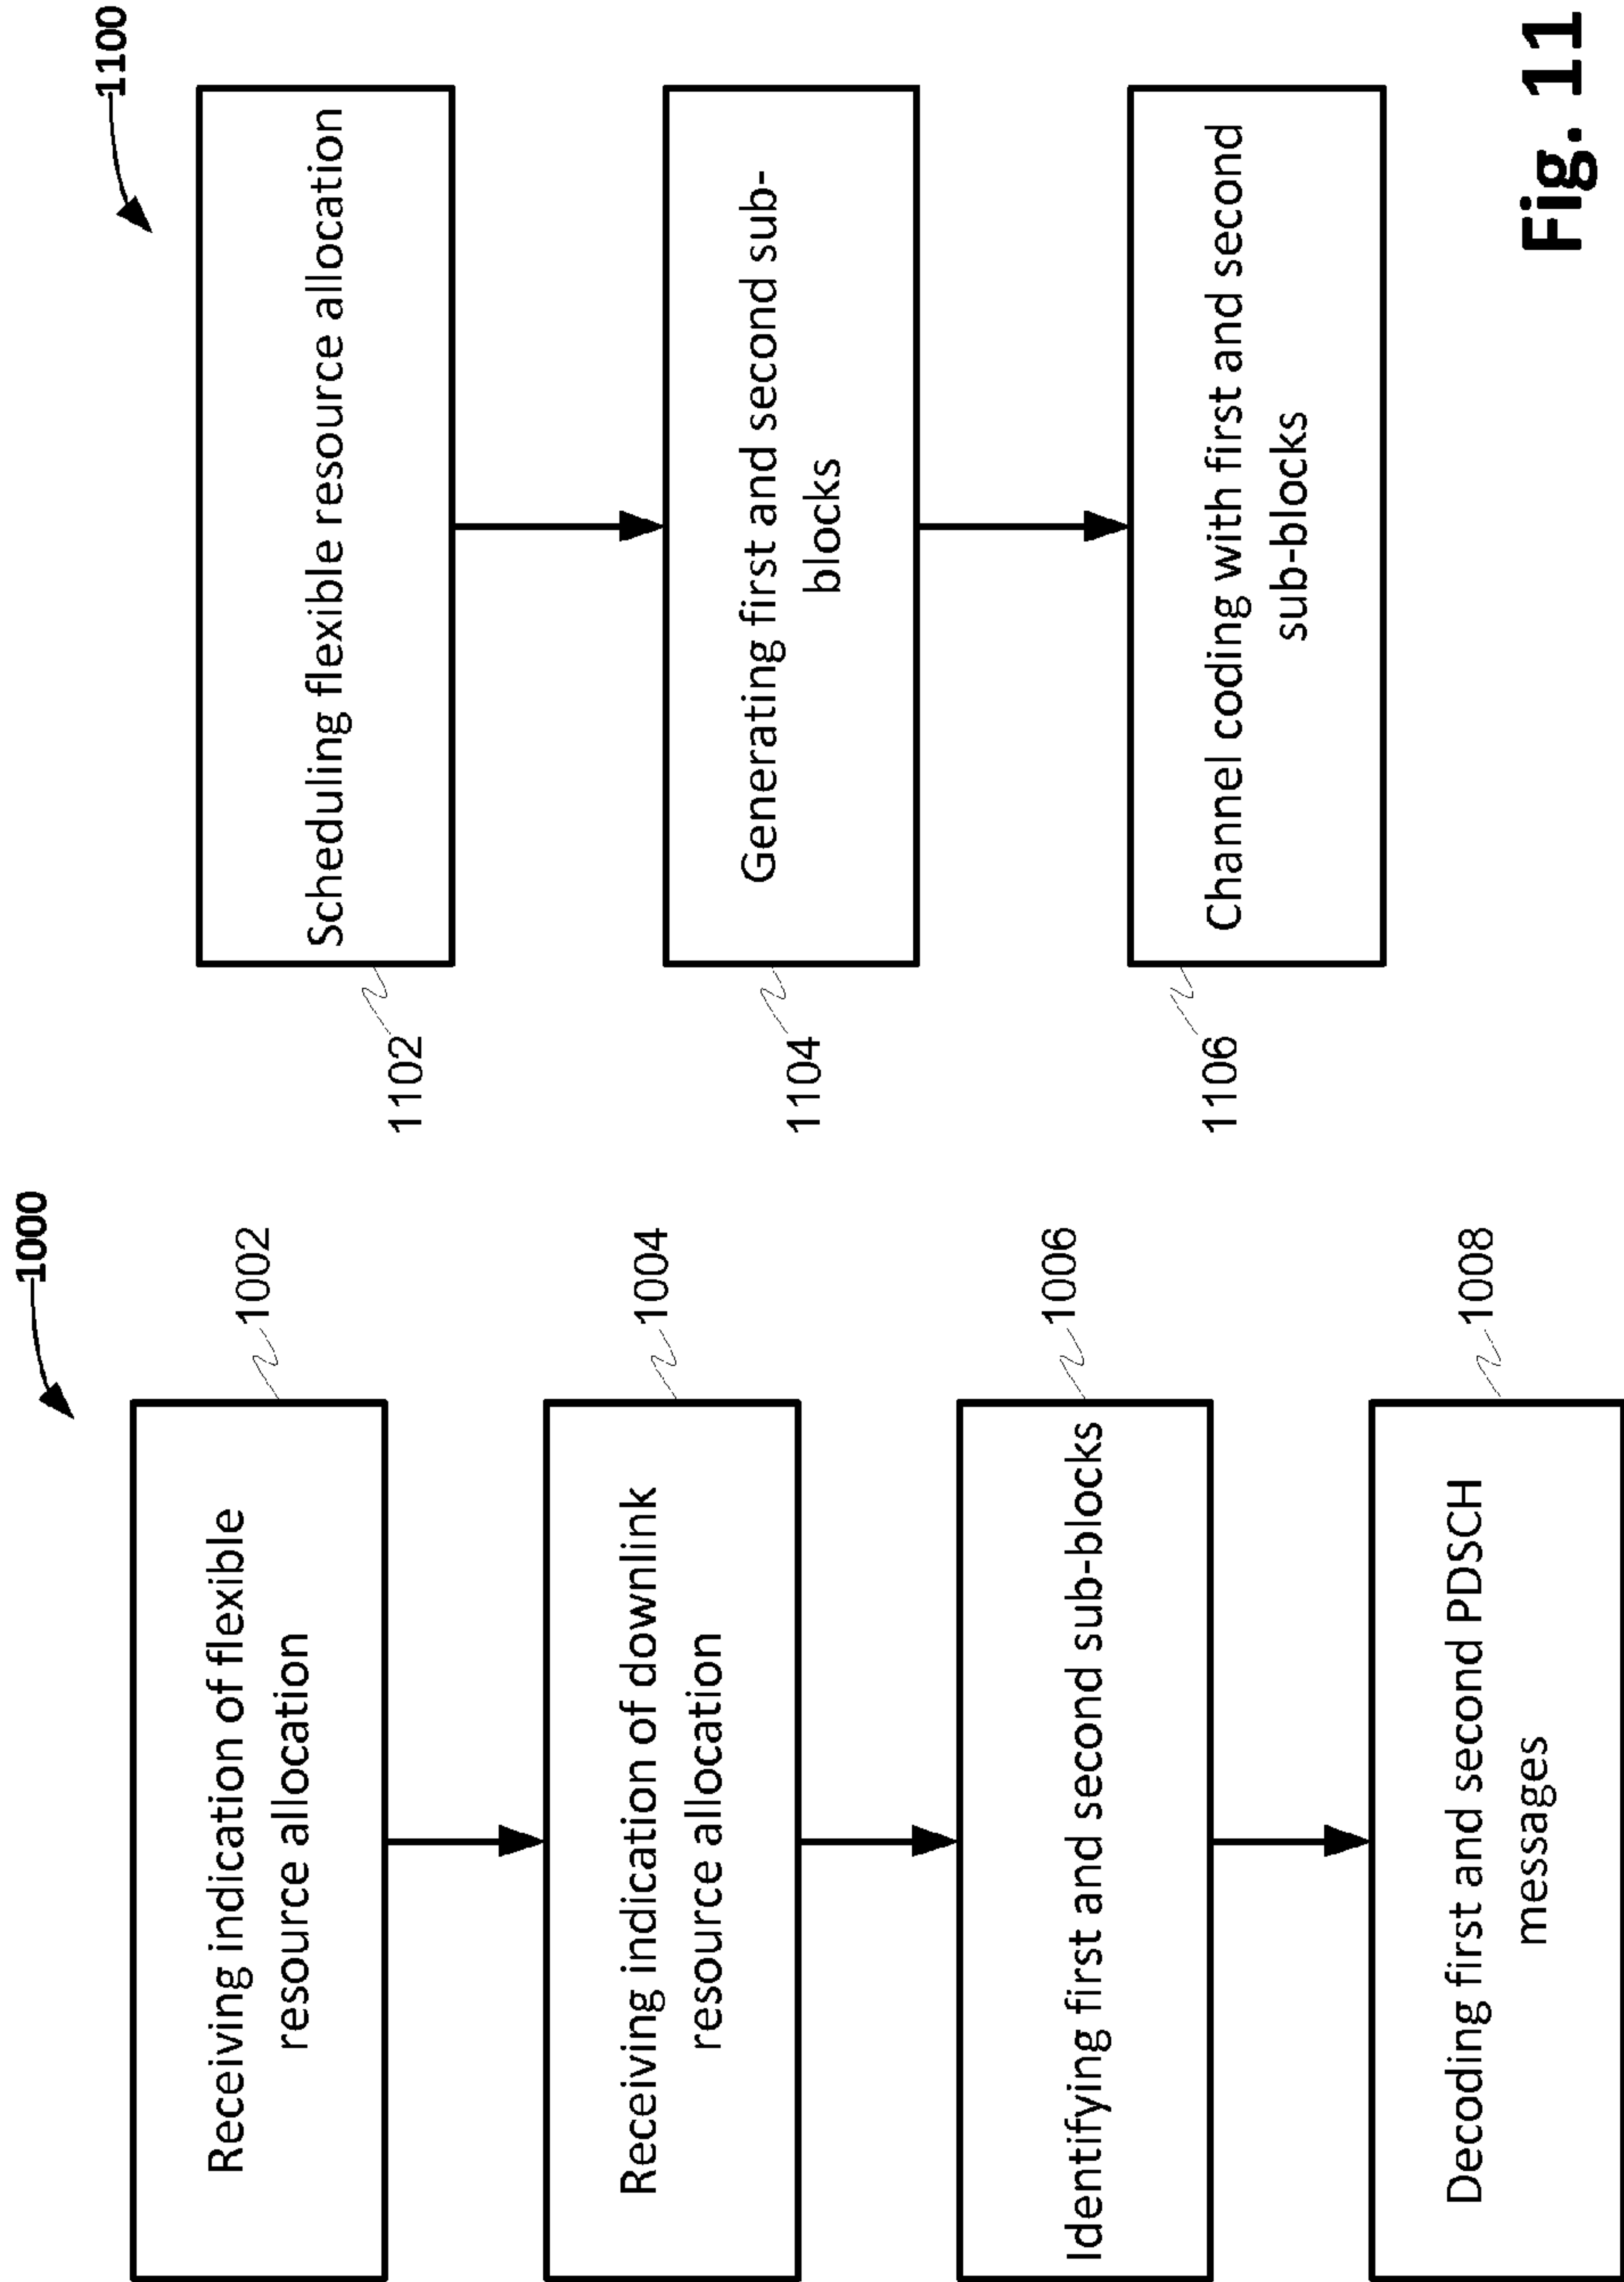 1000
Receiving indication of flexible
resource allocation
1002
Receiving indication of downlink
resource allocation
1004
Identifying first and second sub-blocks
1006
Decoding first and second PDSCH
messages
1008
1100
Scheduling flexible resource allocation
1102
Generating first and second sub-
blocks
1104
Channel coding with first and second
sub-blocks
1106
Fig. 11